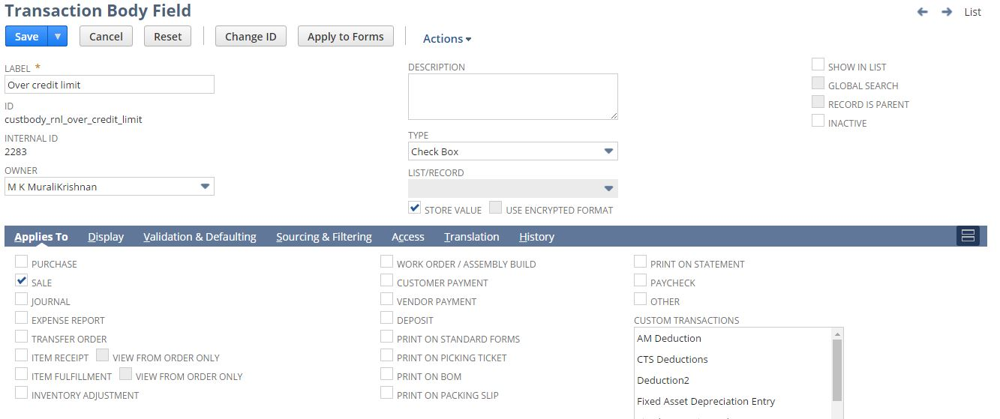 Transaction Body Field
List
Save
Cancel
Reset
Change ID
Apply to Forms
Actions
LABEL *
Over credit limit
ID
custbody_rnl_over_credit_limit
INTERNAL ID
2283
OWNER
M K MuraliKrishnan
DESCRIPTION
TYPE
Check Box
LIST/RECORD
STORE VALUE USE ENCRYPTED FORMAT
SHOW IN LIST
GLOBAL SEARCH
RECORD IS PARENT
INACTIVE
Applies To Display Validation & Defaulting Sourcing & Filtering Access Translation History
PURCHASE
SALE
JOURNAL
EXPENSE REPORT
TRANSFER ORDER
ITEM RECEIPT VIEW FROM ORDER ONLY
ITEM FULFILLMENT VIEW FROM ORDER ONLY
INVENTORY ADJUSTMENT
WORK ORDER / ASSEMBLY BUILD
CUSTOMER PAYMENT
VENDOR PAYMENT
DEPOSIT
PRINT ON STANDARD FORMS
PRINT ON PICKING TICKET
PRINT ON BOM
PRINT ON PACKING SLIP
PRINT ON STATEMENT
PAYCHECK
OTHER
CUSTOM TRANSACTIONS
AM Deduction
CTS Deductions
Deduction2
Fixed Asset Depreciation Entry